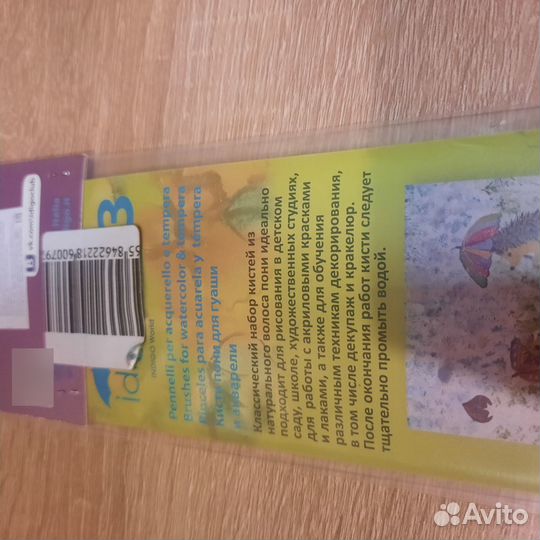 Pennelli per acquerello e tempera
Brushes for watercolor & tempera
Pinceles para acuarela y tempera
Кисти пони для гуаши
и акварели
Классический набор кистей из
натурального волоса пони идеально
подходит для рисования в детском
саду, школе, художественных студиях,
для работы с акриловыми красками
и лаками, а также для обучения
различным техникам декорирования,
в том числе декупаж и кракелюр.
После окончания работ кисти следует
тщательно промыть водой.
id
INDIGO World
Avito